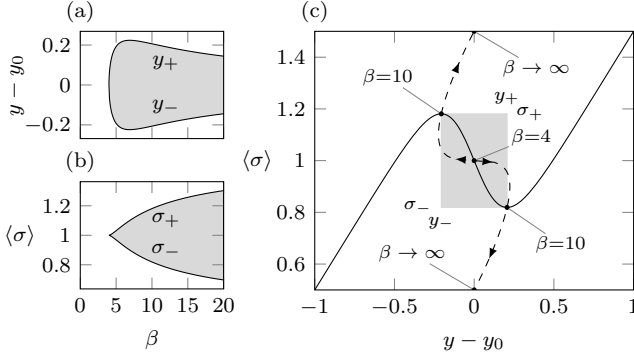 (a)
0.2
0
−0.2
y − y0
y+
y−
(b)
1.2
1
0.8
⟨σ⟩
σ+
σ−
0 5 10 15 20
β
(c)
1.4
1.2
1
0.8
0.6
⟨σ⟩
β=10
β → ∞
y+
σ+
β=4
σ−
y−
β → ∞
β=10
−1 −0.5 0 0.5 1
y − y0